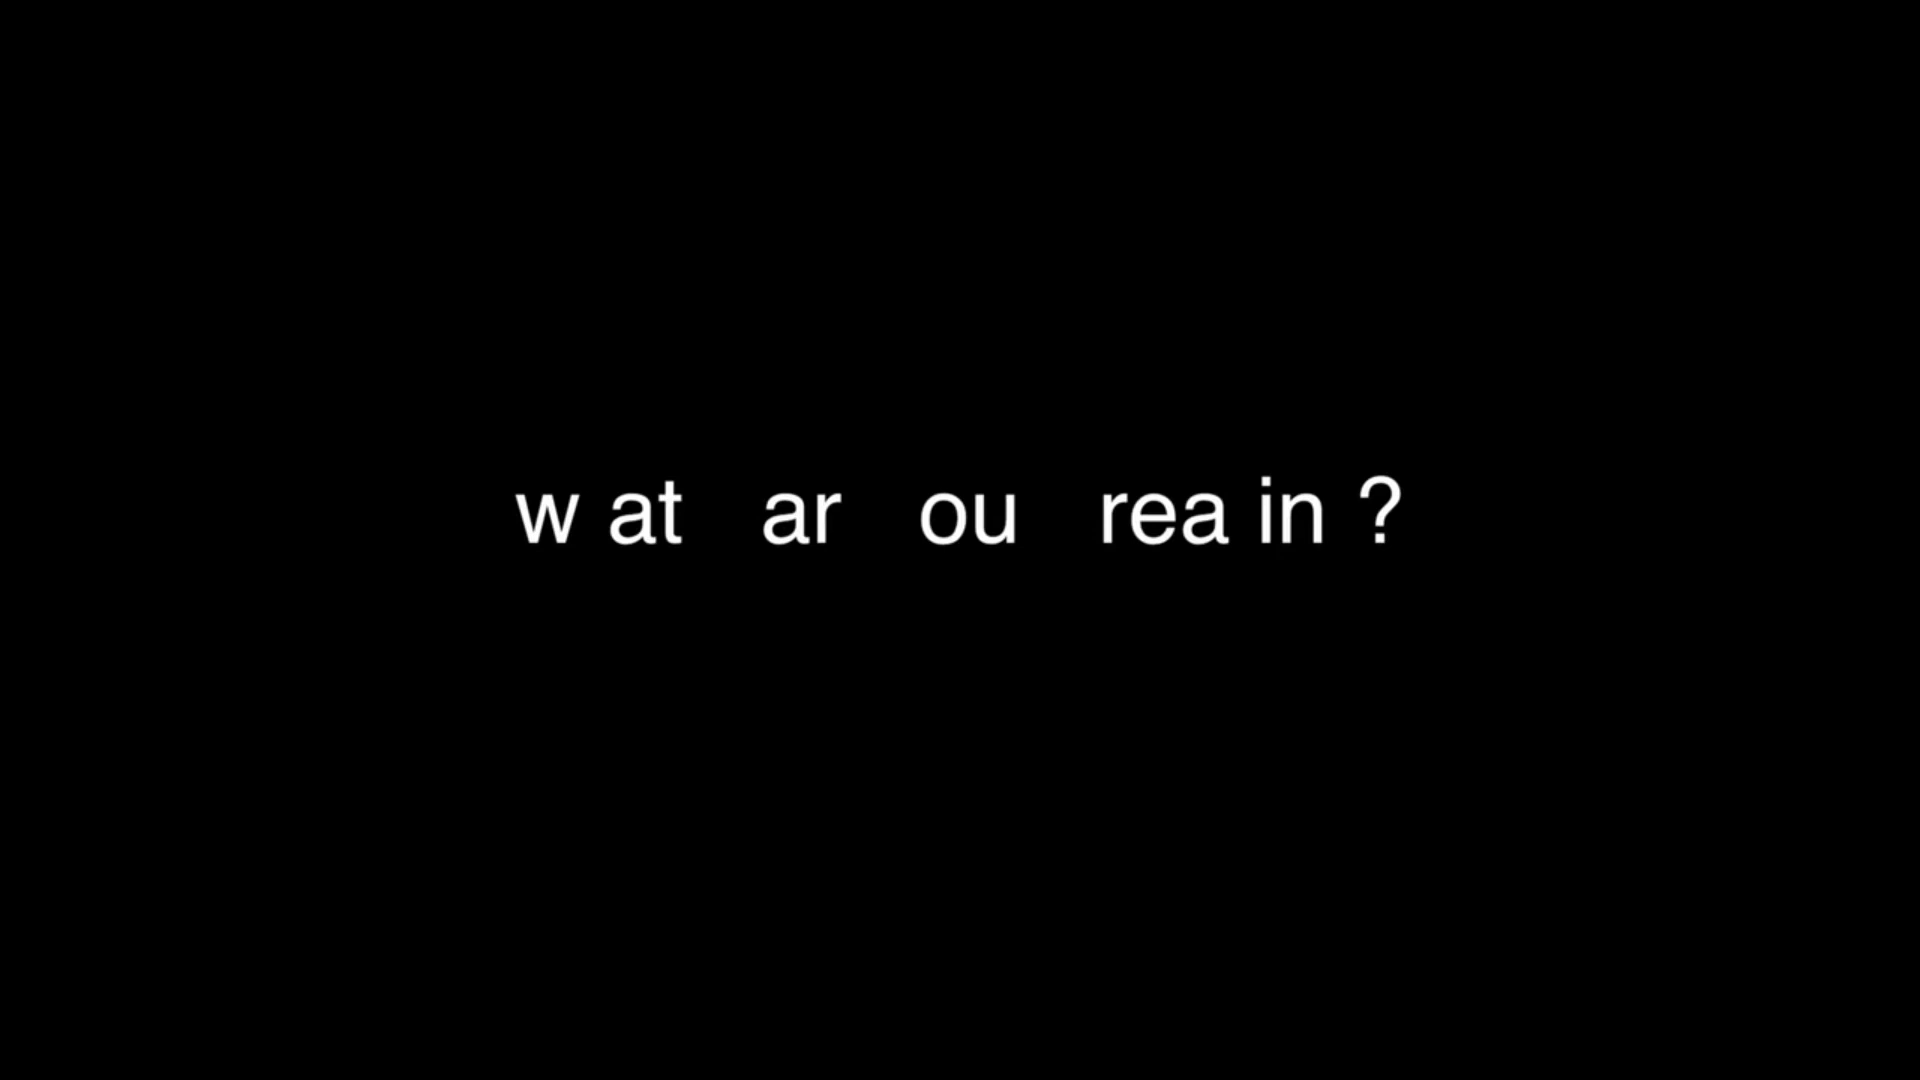 w at ar ou rea in ?